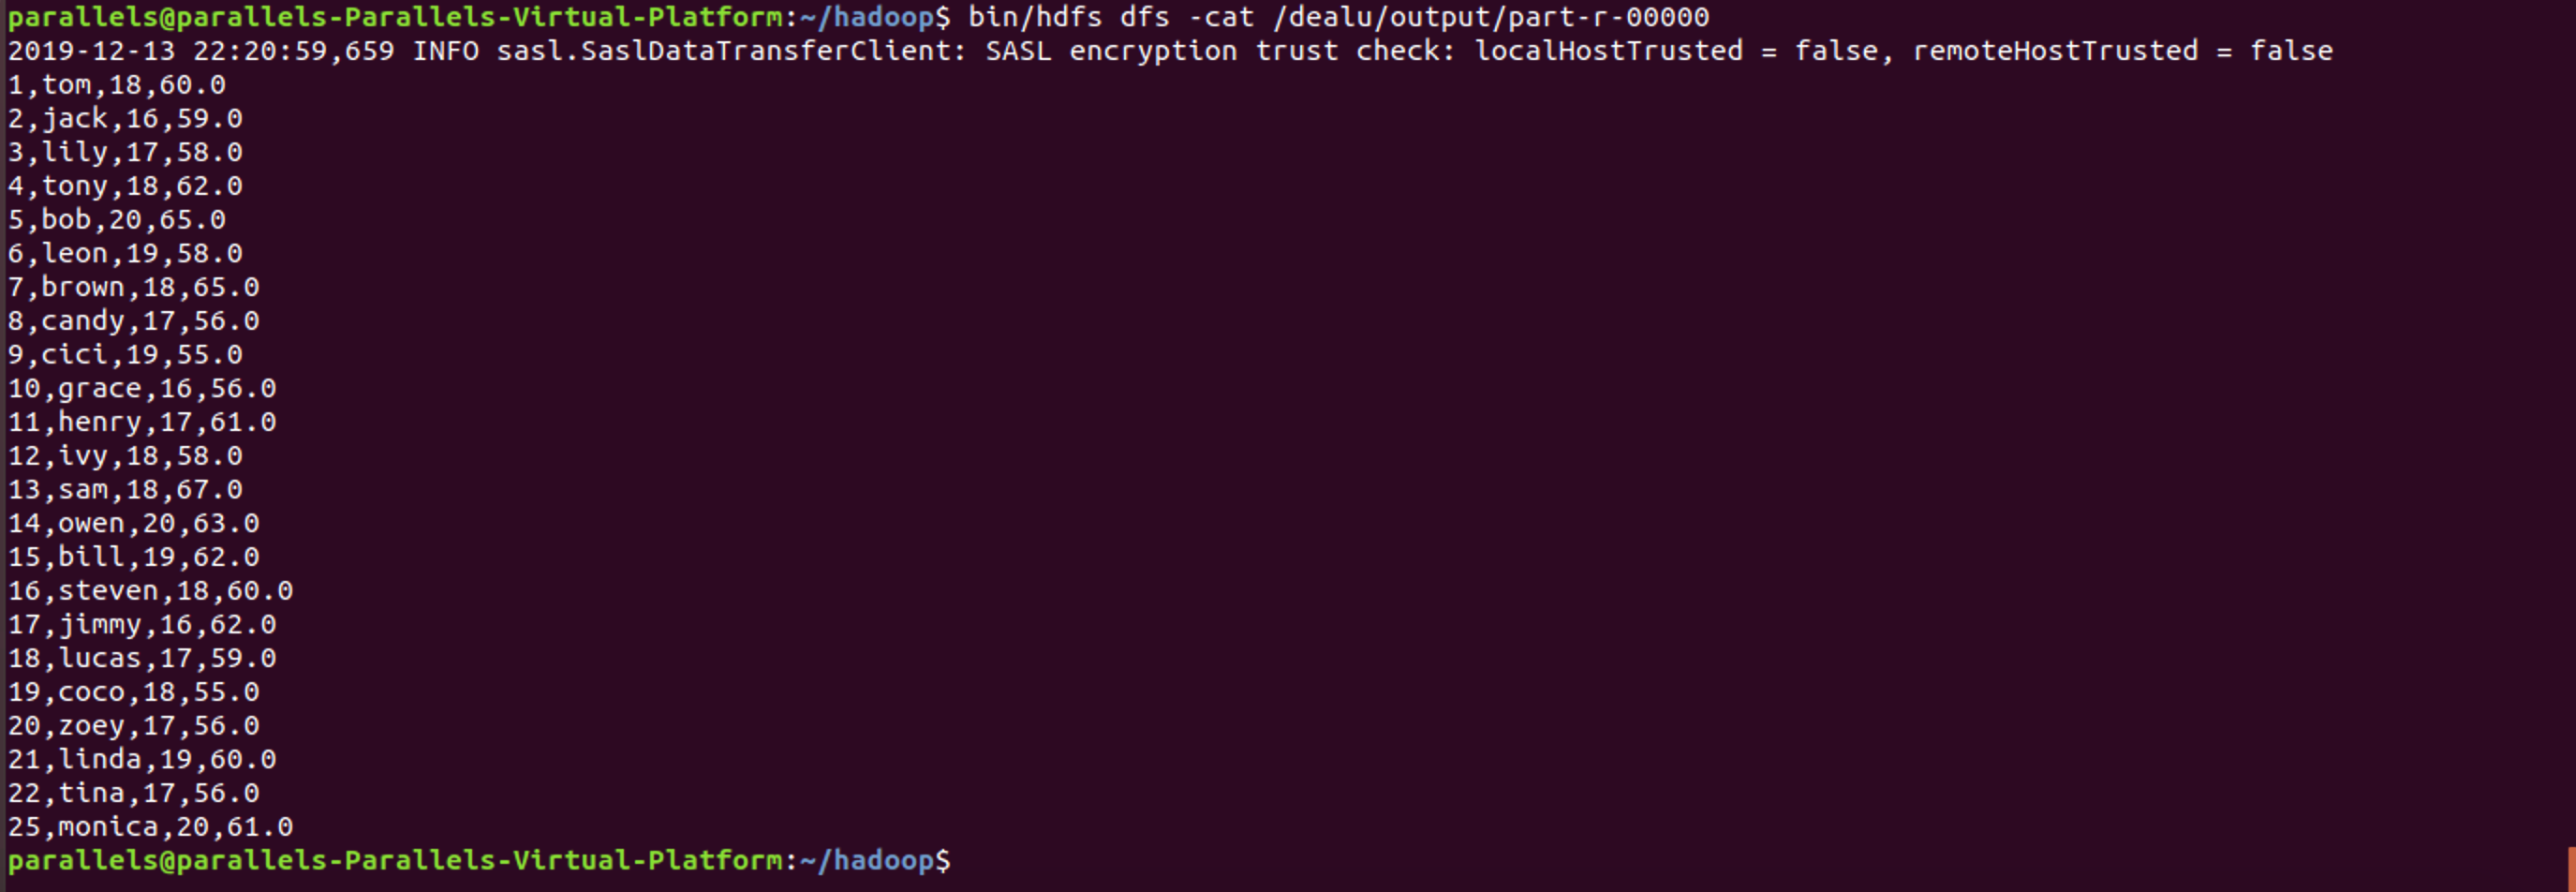 parallels@parallels-Parallels-Virtual-Platform:~/hadoop$ bin/hdfs dfs -cat /dealu/output/part-r-00000
2019-12-13 22:20:59,659 INFO sasl.SaslDataTransferClient: SASL encryption trust check: localHostTrusted = false, remoteHostTrusted = false
1,tom,18,60.0
2,jack,16,59.0
3,lily,17,58.0
4,tony,18,62.0
5,bob,20,65.0
6,leon,19,58.0
7,brown,18,65.0
8,candy,17,56.0
9,cici,19,55.0
10,grace,16,56.0
11,henry,17,61.0
12,ivy,18,58.0
13,sam,18,67.0
14,owen,20,63.0
15,bill,19,62.0
16,steven,18,60.0
17,jimmy,16,62.0
18,lucas,17,59.0
19,coco,18,55.0
20,zoey,17,56.0
21,linda,19,60.0
22,tina,17,56.0
25,monica,20,61.0
parallels@parallels-Parallels-Virtual-Platform:~/hadoop$